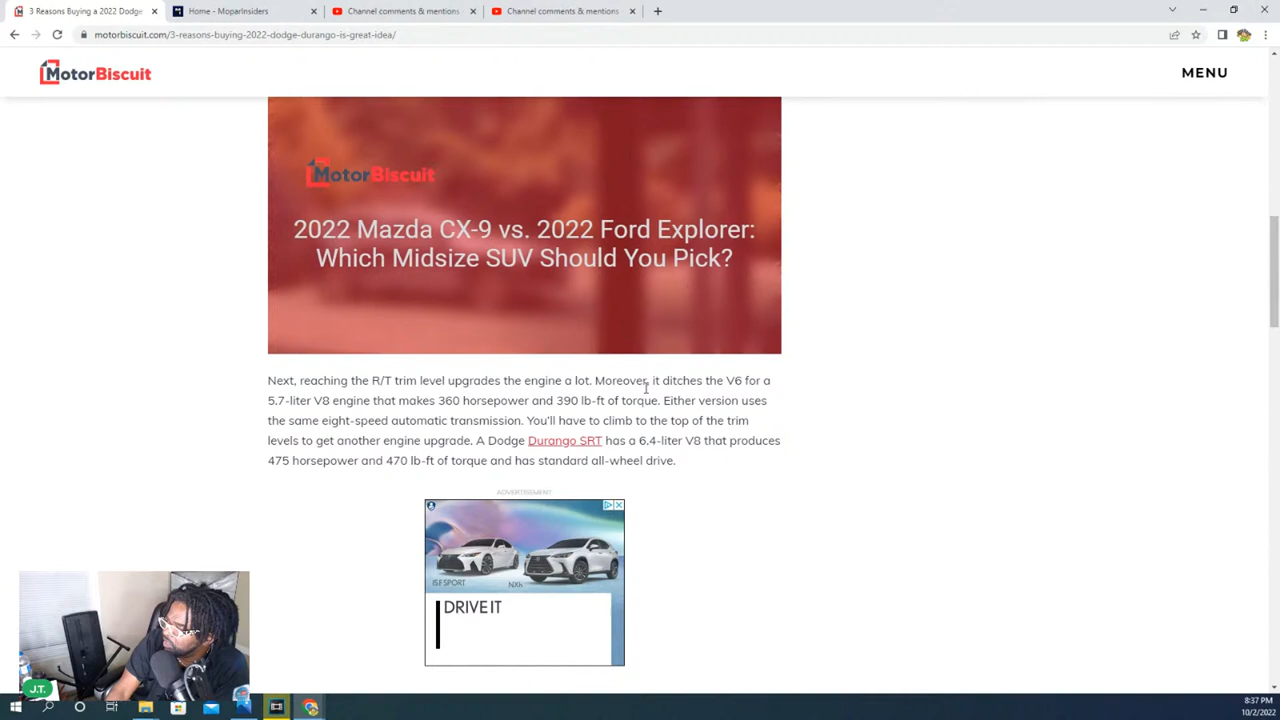 3 Reasons Buying a 2022 Dodge
Home - MoparInsiders
Channel comments & mentions
Channel comments & mentions
motorbiscuit.com/3-reasons-buying-2022-dodge-durango-is-great-idea/
MotorBiscuit
MENU
MotorBiscuit
2022 Mazda CX-9 vs. 2022 Ford Explorer:
Which Midsize SUV Should You Pick?
Next, reaching the R/T trim level upgrades the engine a lot. Moreover, it ditches the V6 for a
5.7-liter V8 engine that makes 360 horsepower and 390 lb-ft of torque. Either version uses
the same eight-speed automatic transmission. You'll have to climb to the top of the trim
levels to get another engine upgrade. A Dodge Durango SRT has a 6.4-liter V8 that produces
475 horsepower and 470 lb-ft of torque and has standard all-wheel drive.
ADVERTISEMENT
IS F SPORT
NXh
DRIVE IT
J.T.
8:37 PM
10/2/2022